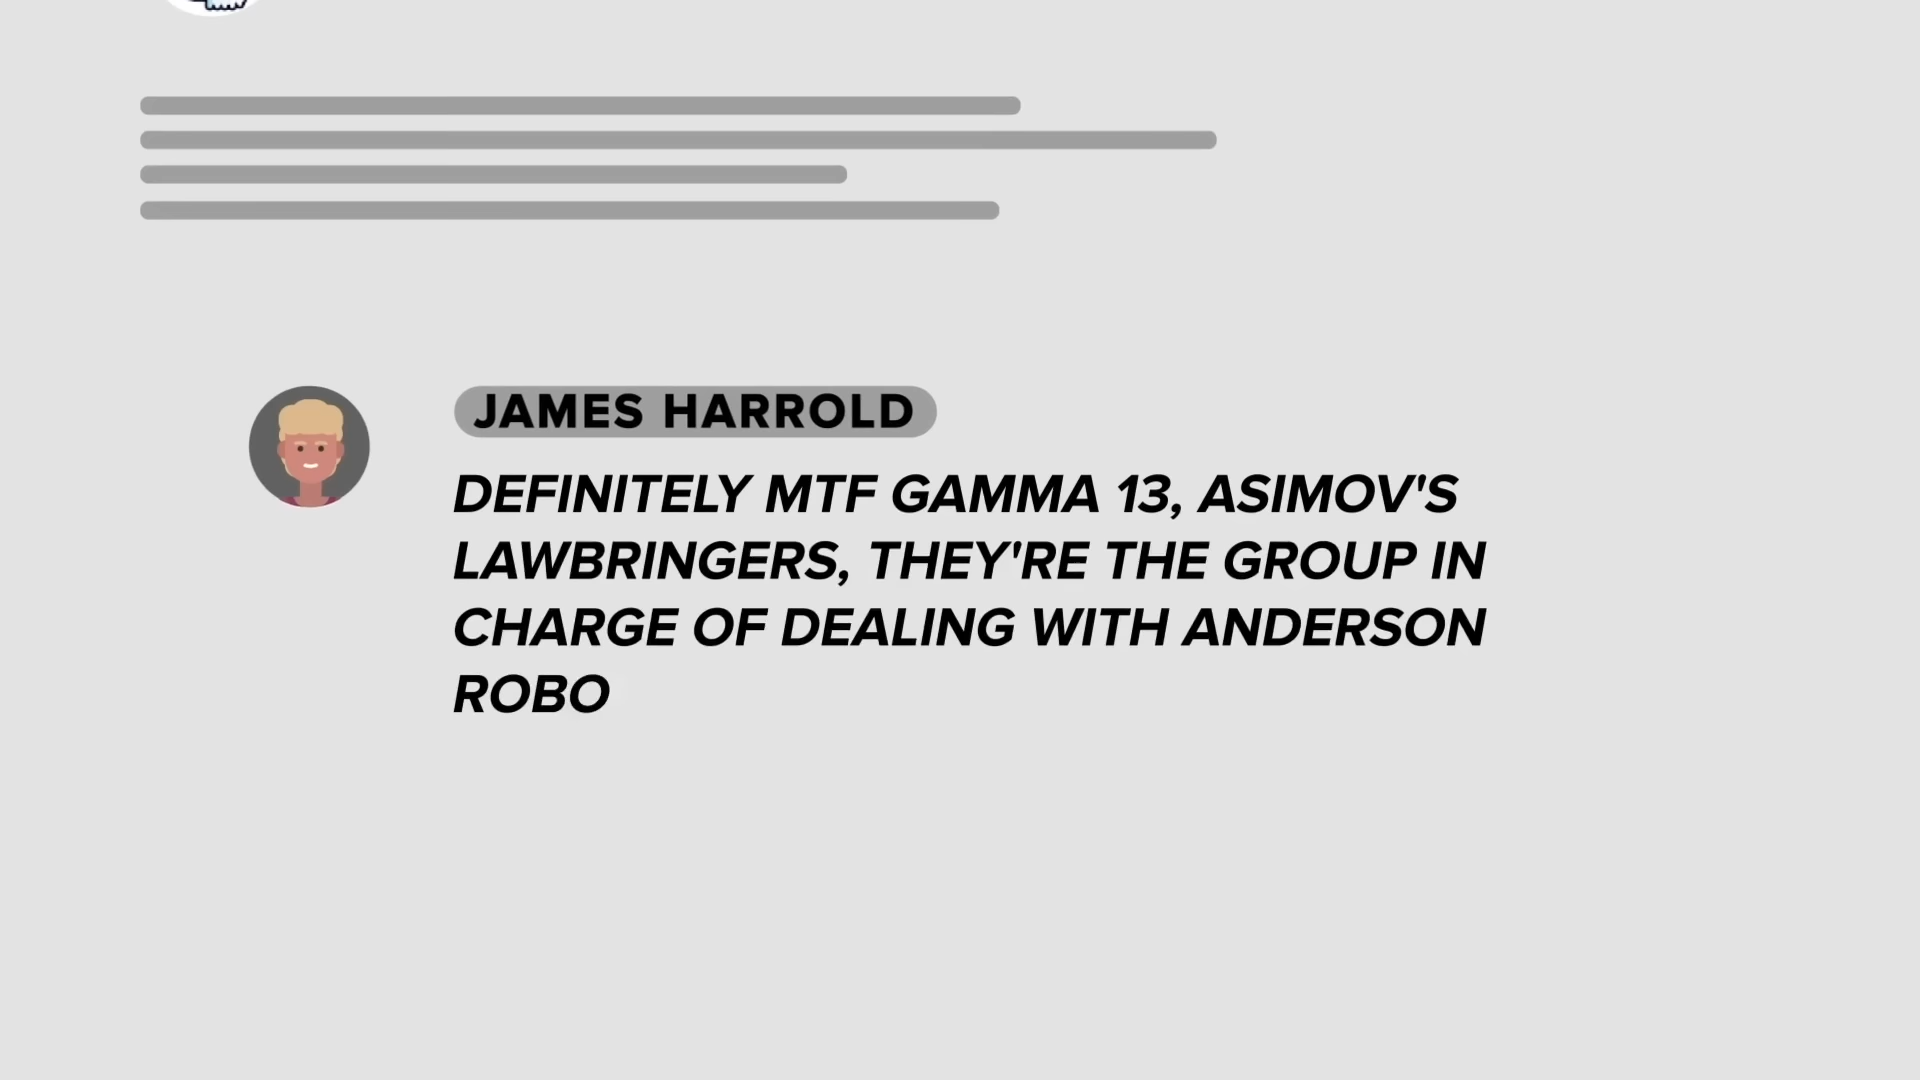 JAMES HARROLD
DEFINITELY MTF GAMMA 13, ASIMOV'S
LAWBRINGERS, THEY'RE THE GROUP IN
CHARGE OF DEALING WITH ANDERSON
ROBO